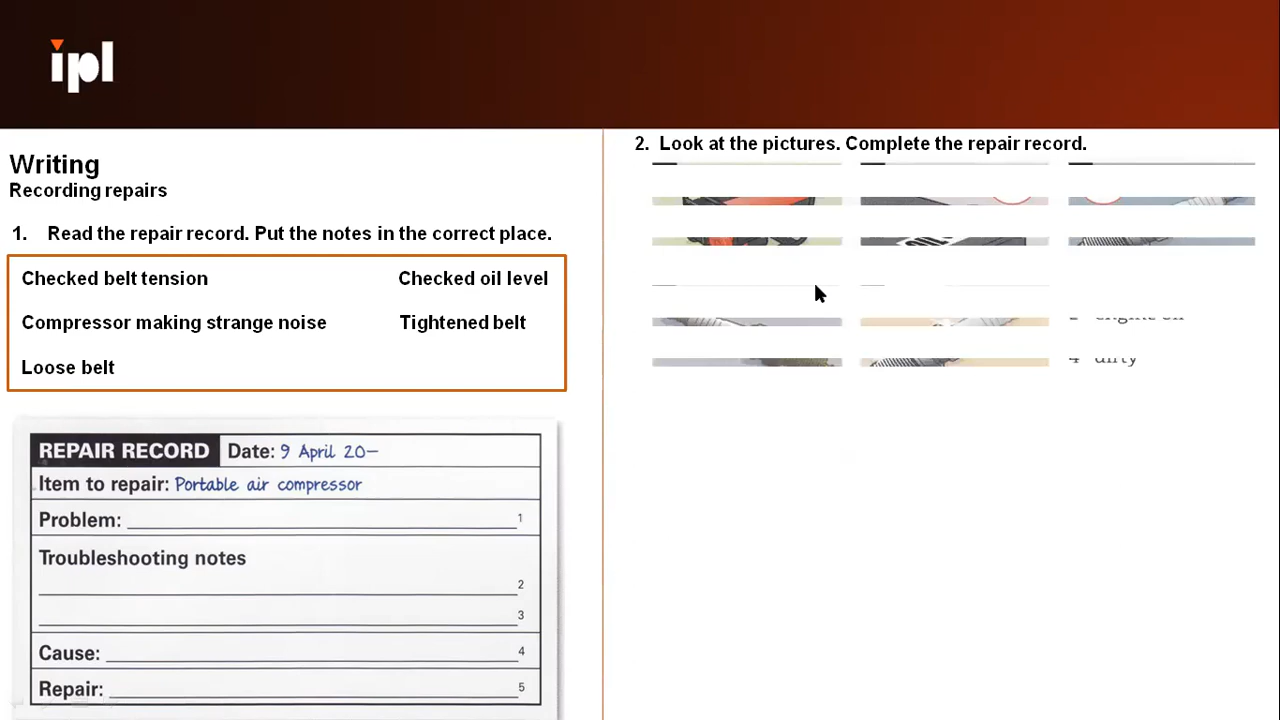 ipl
Writing
Recording repairs
1. Read the repair record. Put the notes in the correct place.
Checked belt tension
Checked oil level
Compressor making strange noise
Tightened belt
Loose belt
REPAIR RECORD
Date: 9 April 20–
Item to repair: Portable air compressor
Problem: 1
Troubleshooting notes
2
3
Cause: 4
Repair: 5
2. Look at the pictures. Complete the repair record.